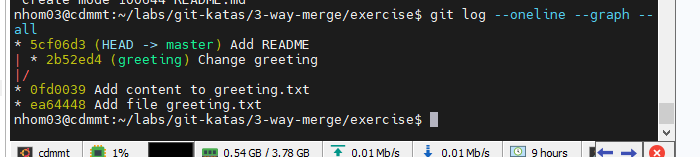 create mode 100644 README.md
nhom03@cdmmt:~/labs/git-katas/3-way-merge/exercise$ git log --oneline --graph --
all
* 5cf06d3 (HEAD -> master) Add README
| * 2b52ed4 (greeting) Change greeting
|/
* 0fd0039 Add content to greeting.txt
* ea64448 Add file greeting.txt
nhom03@cdmmt:~/labs/git-katas/3-way-merge/exercise$
cdmmt 1% 0.54 GB / 3.78 GB 0.01 Mb/s 0.01 Mb/s 9 hours